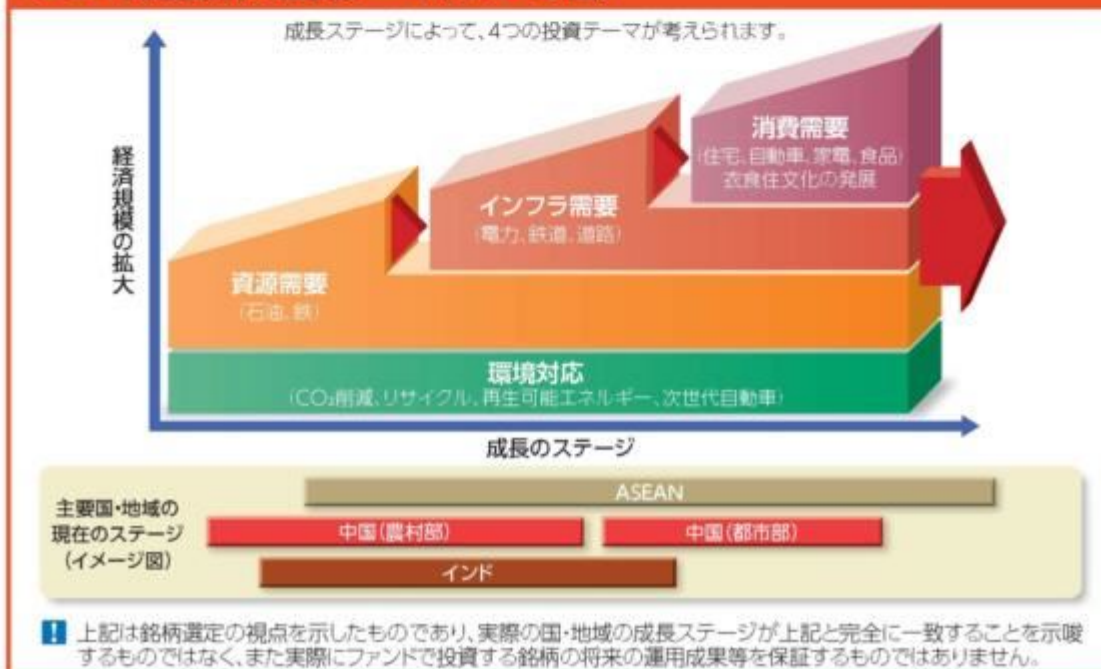 成長ステージによって、4つの投資テーマが考えられます。
経済規模の拡大
消費需要
(住宅、自動車、家電、食品)
衣食住文化の発展
インフラ需要
(電力、鉄道、道路)
資源需要
(石油、鉄)
環境対応
(CO₂削減、リサイクル、再生可能エネルギー、次世代自動車)
成長のステージ
主要国・地域の
現在のステージ
(イメージ図)
ASEAN
中国(農村部)
中国(都市部)
インド
! 上記は銘柄選定の視点を示したものであり、実際の国・地域の成長ステージが上記と完全に一致することを示唆
するものではなく、また実際にファンドで投資する銘柄の将来の運用成果等を保証するものではありません。